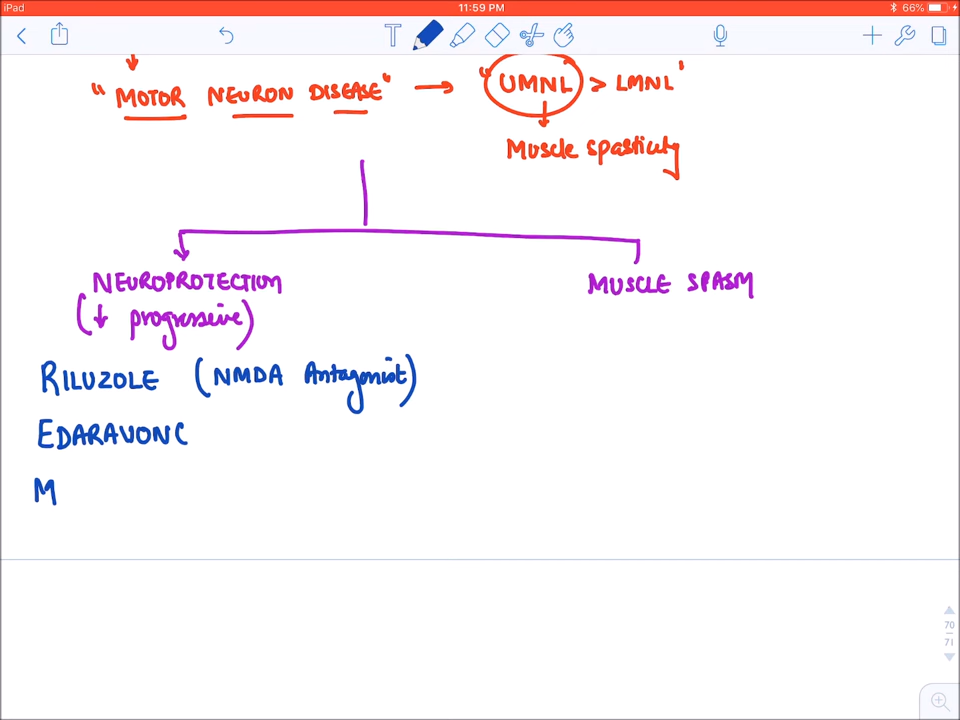 iPad 11:59 PM 66%
T
"MOTOR NEURON DISEASE" → "UMNL > LMNL'
Muscle spasticity
NEUROPROTECTION MUSCLE SPASM
(↓ progressive)
RILUZOLE (NMDA Antagonist)
EDARAVONC
M
70
71